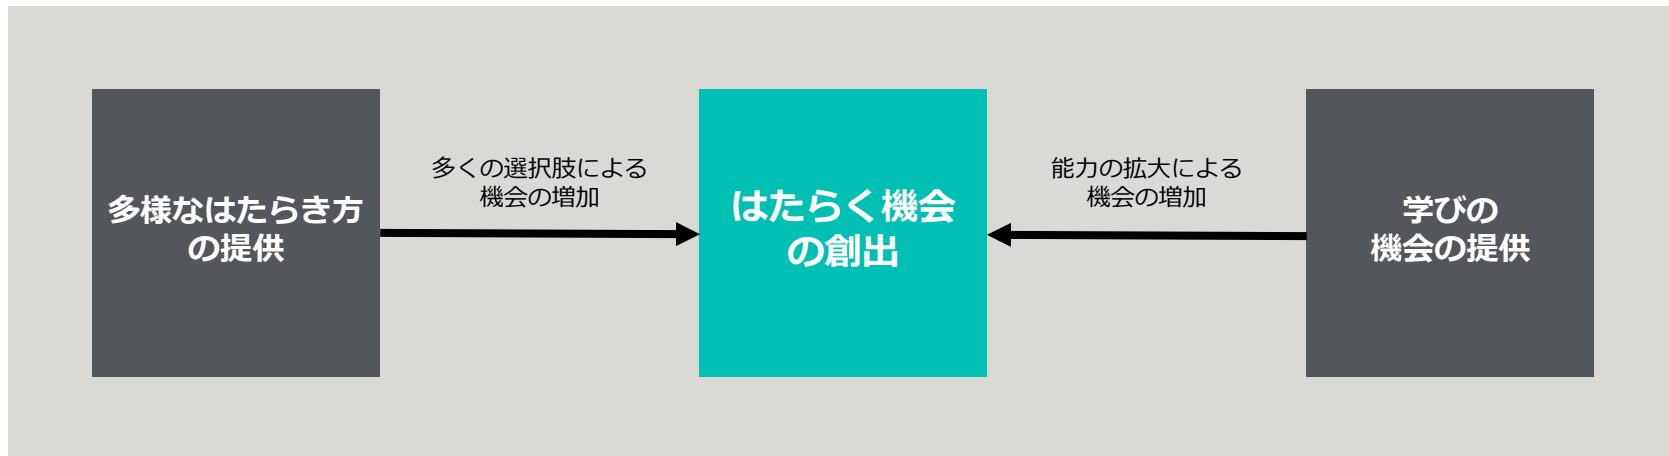 多様なはたらき方
の提供
多くの選択肢による
機会の増加
はたらく機会
の創出
能力の拡大による
機会の増加
学びの
機会の提供